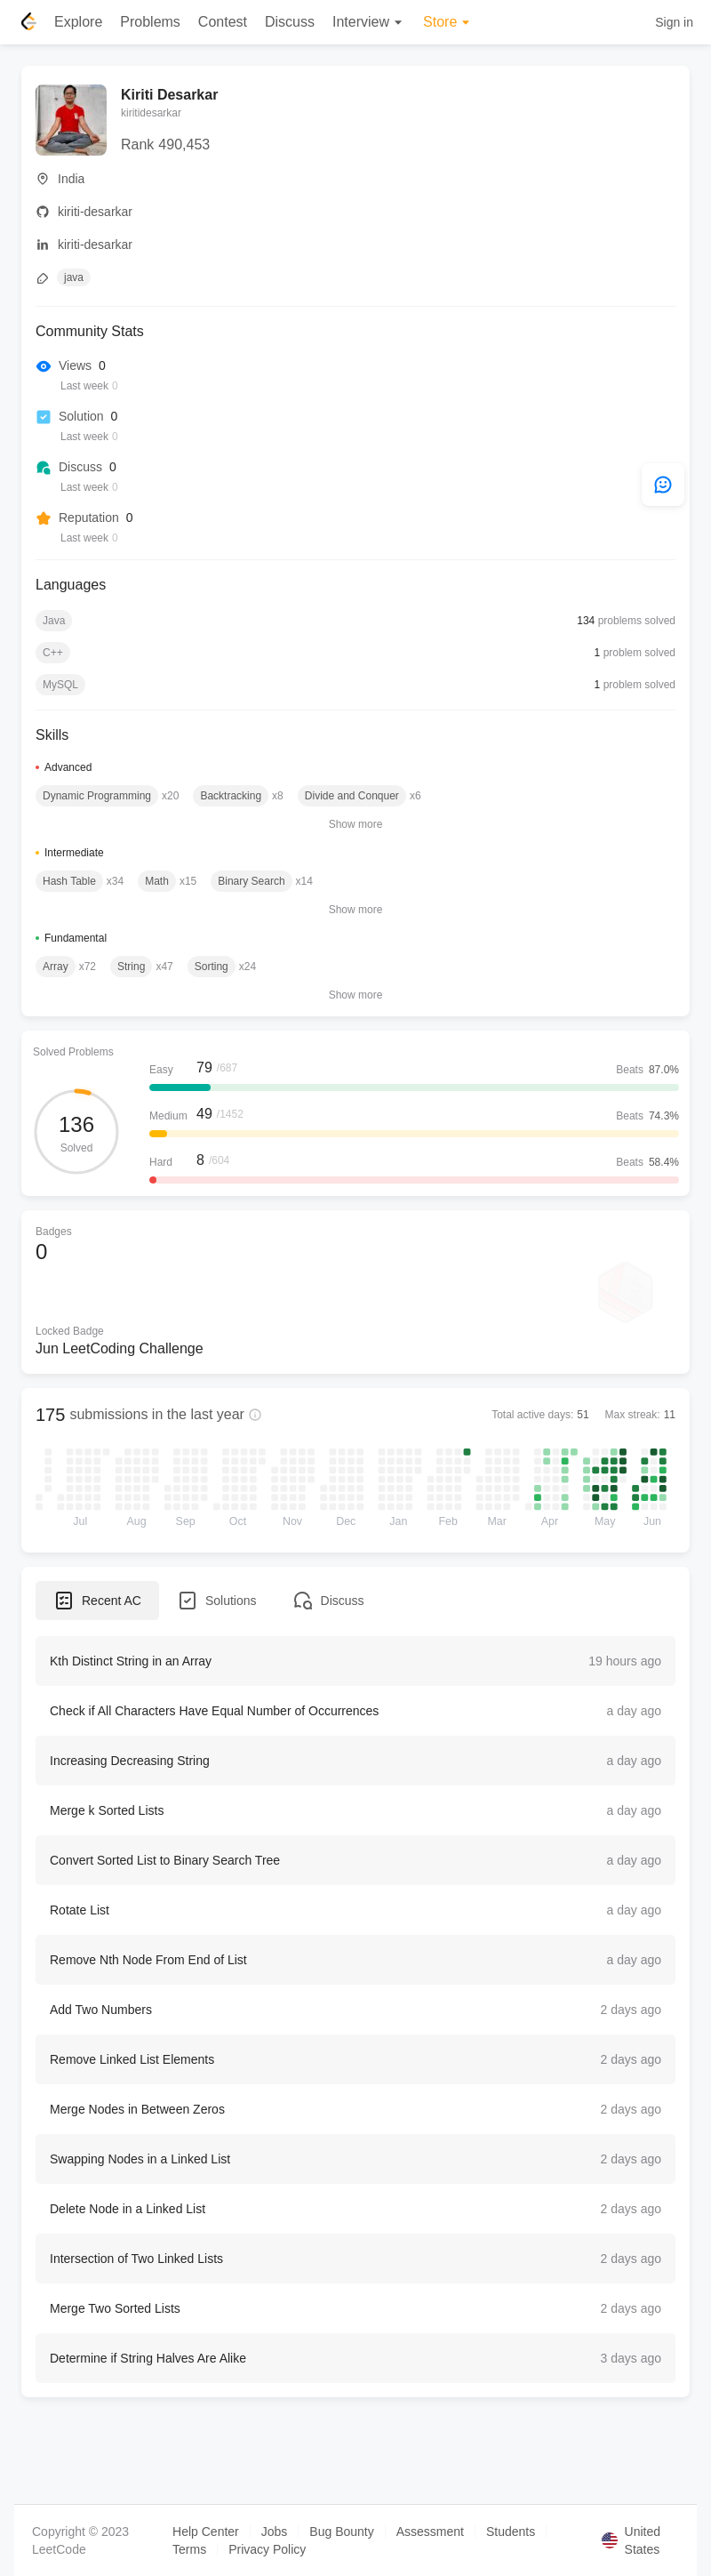 Explore Problems Contest Discuss Interview Store Sign in
Kiriti Desarkar
kiritidesarkar
Rank 490,453
India
kiriti-desarkar
kiriti-desarkar
java
Community Stats
Views 0
Last week 0
Solution 0
Last week 0
Discuss 0
Last week 0
Reputation 0
Last week 0
Languages
Java 134 problems solved
C++ 1 problem solved
MySQL 1 problem solved
Skills
Advanced
Dynamic Programming x20 Backtracking x8 Divide and Conquer x6
Show more
Intermediate
Hash Table x34 Math x15 Binary Search x14
Show more
Fundamental
Array x72 String x47 Sorting x24
Show more
Solved Problems
136
Solved
Easy 79 /687 Beats 87.0%
Medium 49 /1452 Beats 74.3%
Hard 8 /604 Beats 58.4%
Badges
0
Locked Badge
Jun LeetCoding Challenge
175 submissions in the last year Total active days: 51 Max streak: 11
Jul Aug Sep Oct Nov Dec Jan Feb Mar Apr May Jun
Recent AC Solutions Discuss
Kth Distinct String in an Array 19 hours ago
Check if All Characters Have Equal Number of Occurrences a day ago
Increasing Decreasing String a day ago
Merge k Sorted Lists a day ago
Convert Sorted List to Binary Search Tree a day ago
Rotate List a day ago
Remove Nth Node From End of List a day ago
Add Two Numbers 2 days ago
Remove Linked List Elements 2 days ago
Merge Nodes in Between Zeros 2 days ago
Swapping Nodes in a Linked List 2 days ago
Delete Node in a Linked List 2 days ago
Intersection of Two Linked Lists 2 days ago
Merge Two Sorted Lists 2 days ago
Determine if String Halves Are Alike 3 days ago
Copyright © 2023
LeetCode
Help Center Jobs Bug Bounty Assessment Students
Terms Privacy Policy
United
States